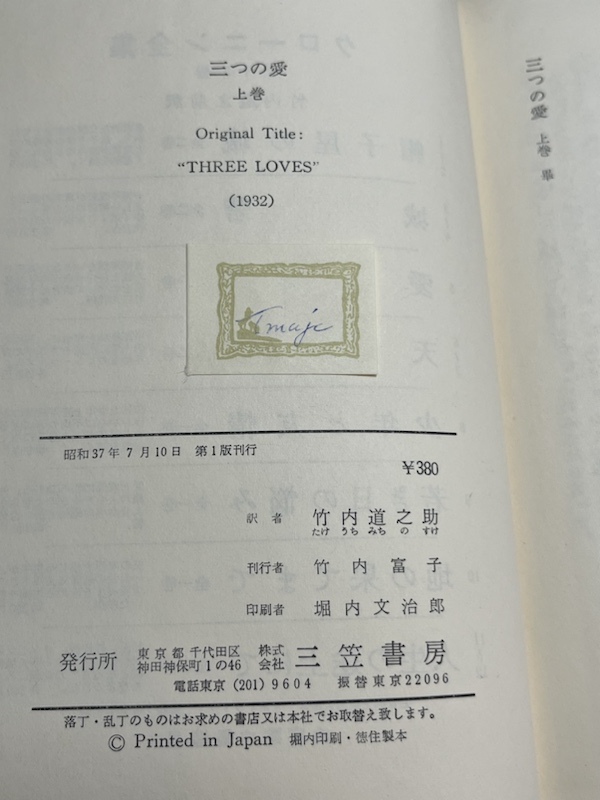 三つの愛
上巻
Original Title:
“THREE LOVES”
(1932)
昭和37年7月10日 第1版刊行
¥380
訳者 竹内道之助
たけ うち みち の すけ
刊行者 竹内富子
印刷者 堀内文治郎
発行所 東京都千代田区神田神保町1の46 株式会社 三笠書房
電話東京(201)9604 振替東京22096
落丁・乱丁のものはお求めの書店又は本社でお取替え致します。
© Printed in Japan 堀内印刷・徳住製本
三つの愛 上巻 畢